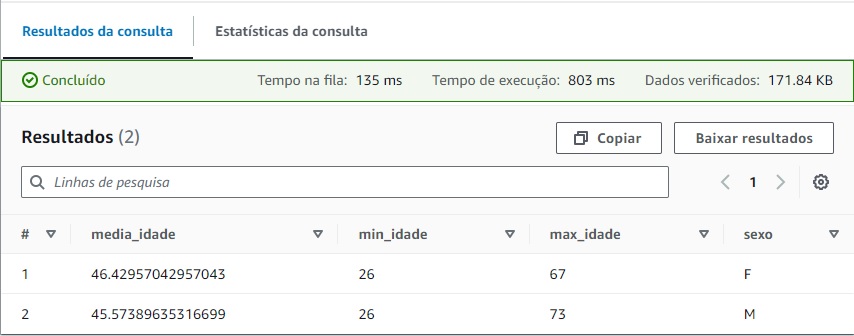 Resultados da consulta Estatísticas da consulta
Concluído Tempo na fila: 135 ms Tempo de execução: 803 ms Dados verificados: 171.84 KB
Resultados (2) Copiar Baixar resultados
Linhas de pesquisa 1
# media_idade min_idade max_idade sexo
1 46.42957042957043 26 67 F
2 45.57389635316699 26 73 M